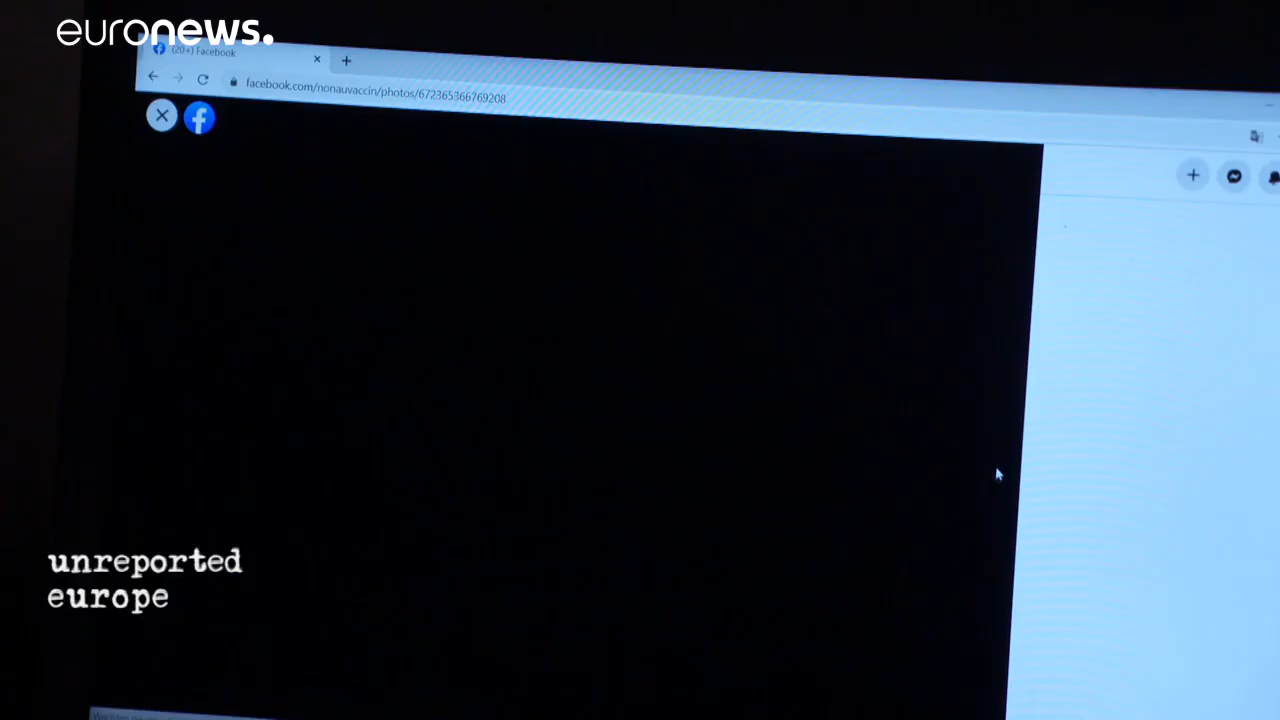 euronews.
(20+) Facebook
facebook.com/nonauvaccin/photos/672365366769208
unreported
europe